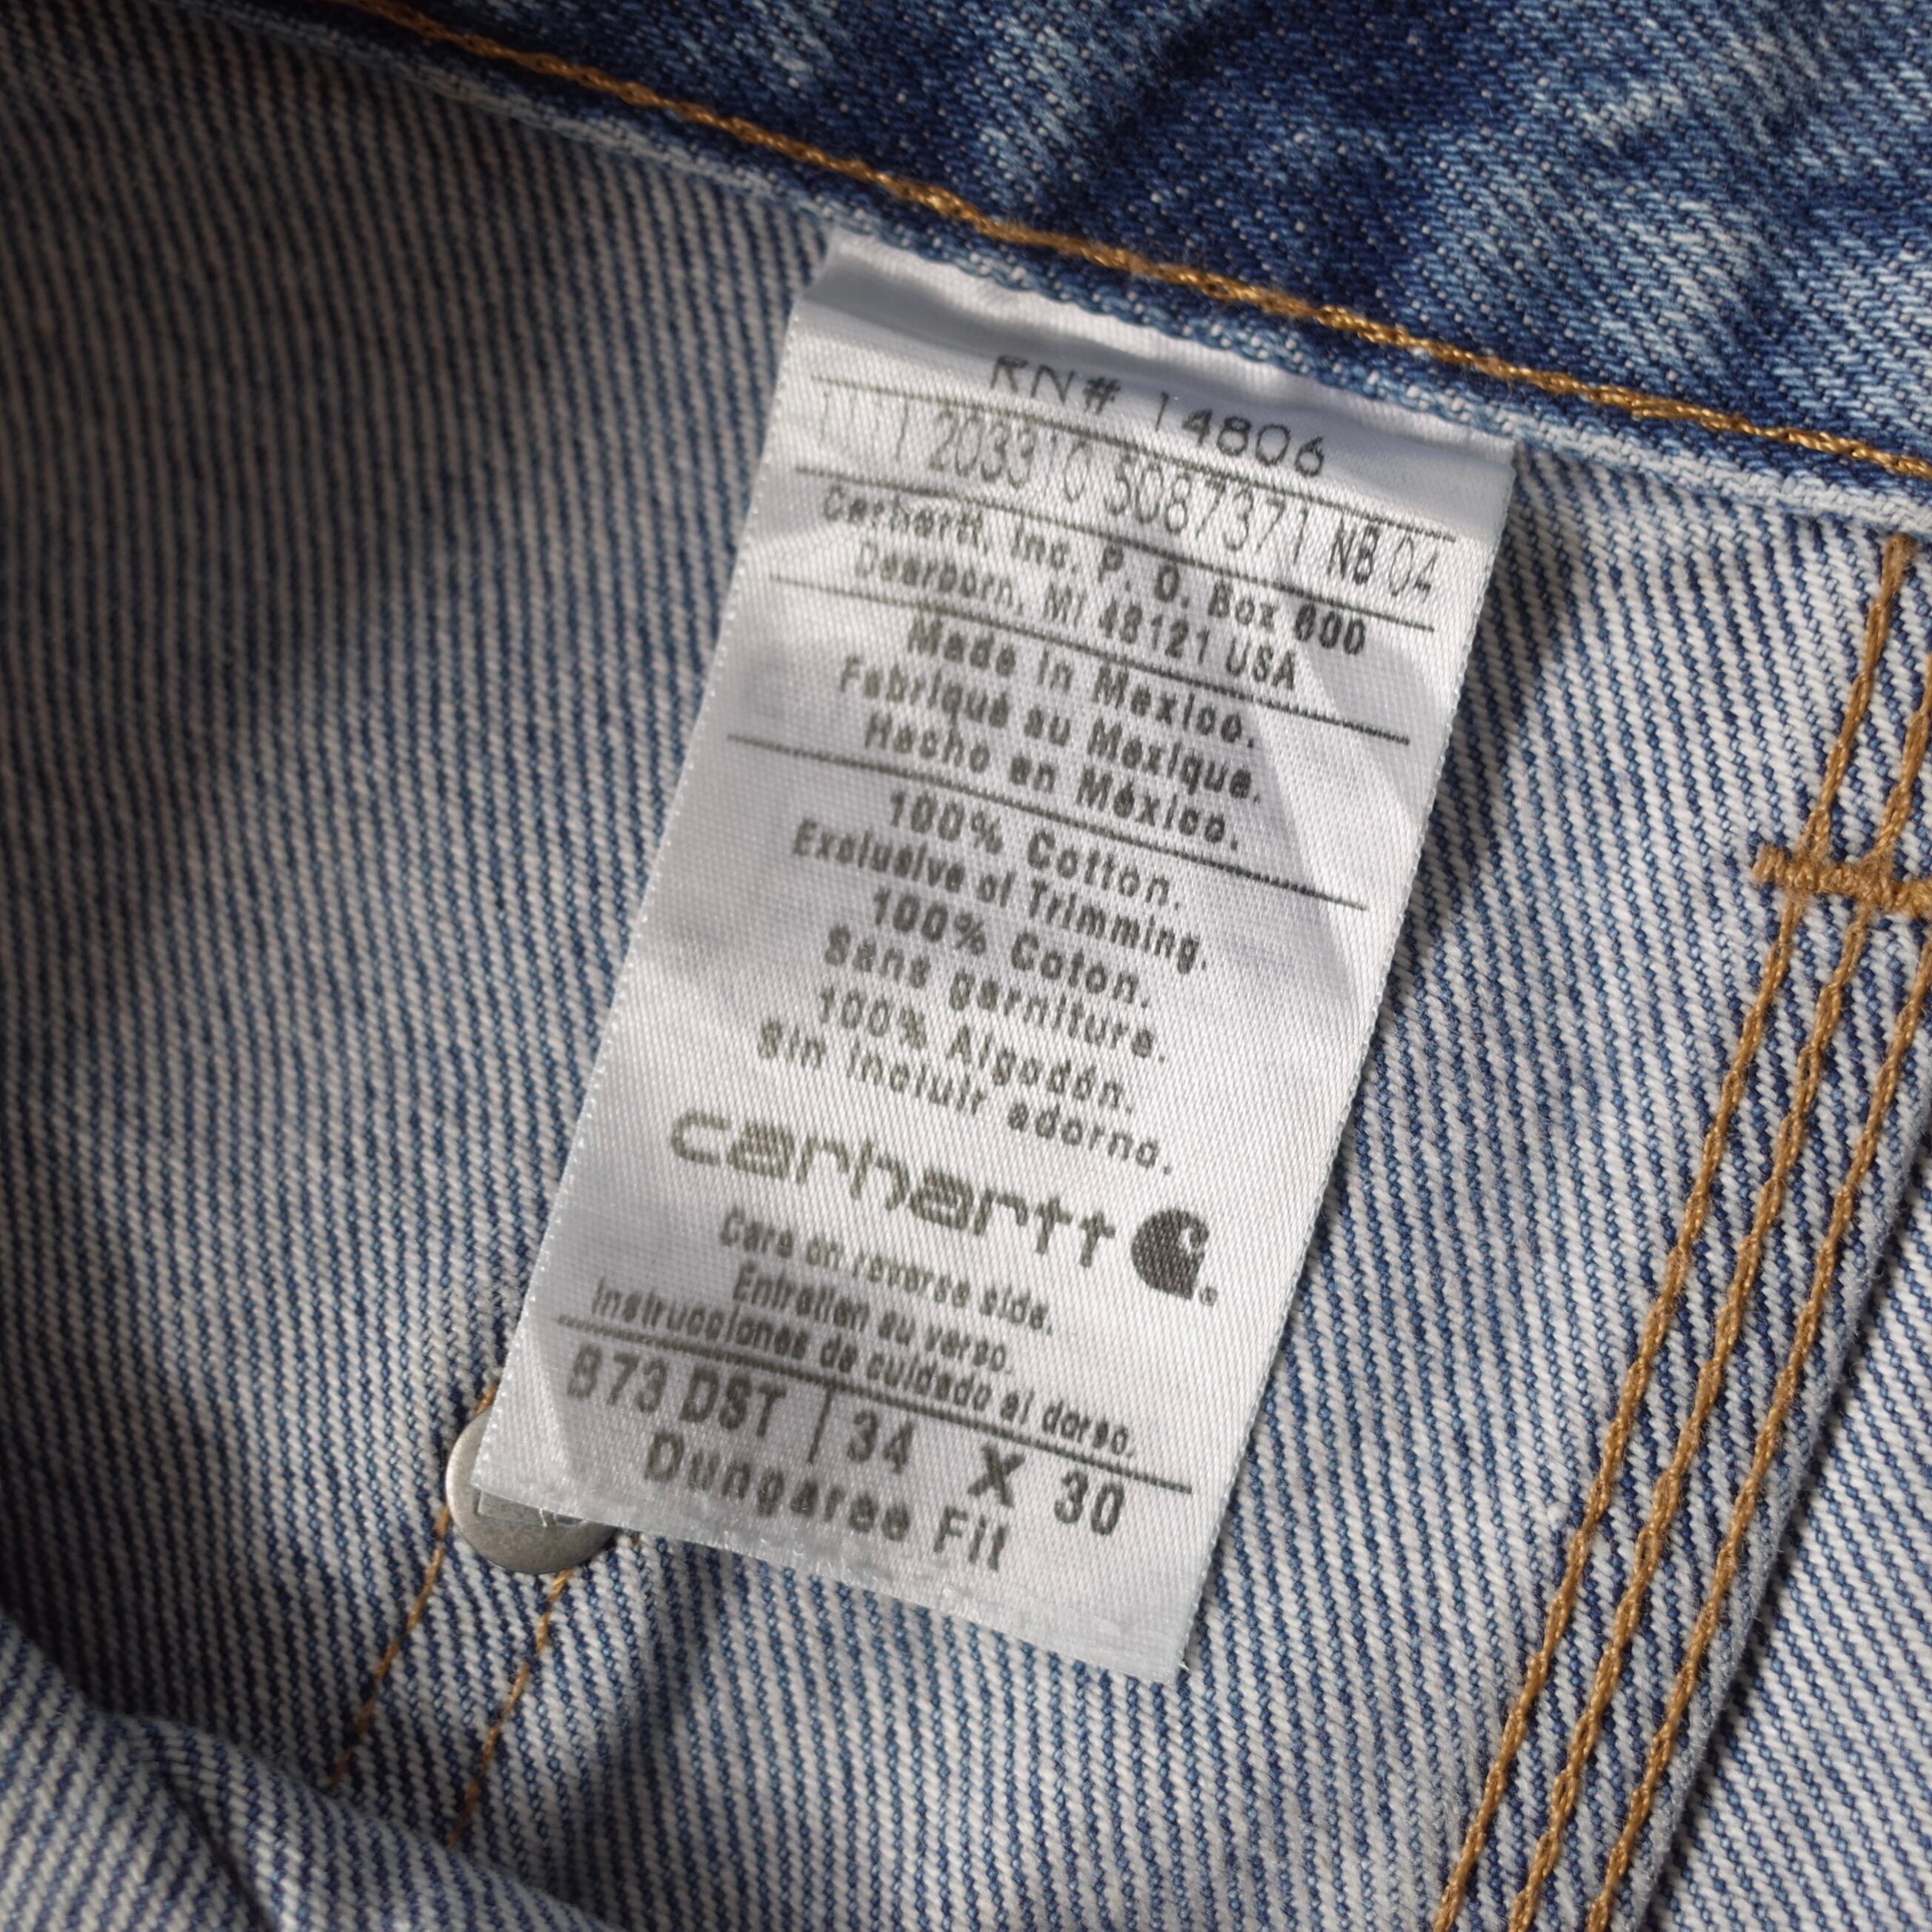 RN# 14806
203310 5087371 NB 04
Carhartt, Inc. P. O. Box 600
Dearborn, MI 48121 USA
Made in Mexico.
Fabriqué au Mexique.
Hecho en México.
100% Cotton.
Exclusive of Trimming.
100% Coton.
Sans garniture.
100% Algodón.
Sin incluir adorno.
carhartt
Care on reverse side.
Entretien au verso.
Instrucciones de cuidado al dorso.
B73 DST | 34 X 30
Dungaree Fit